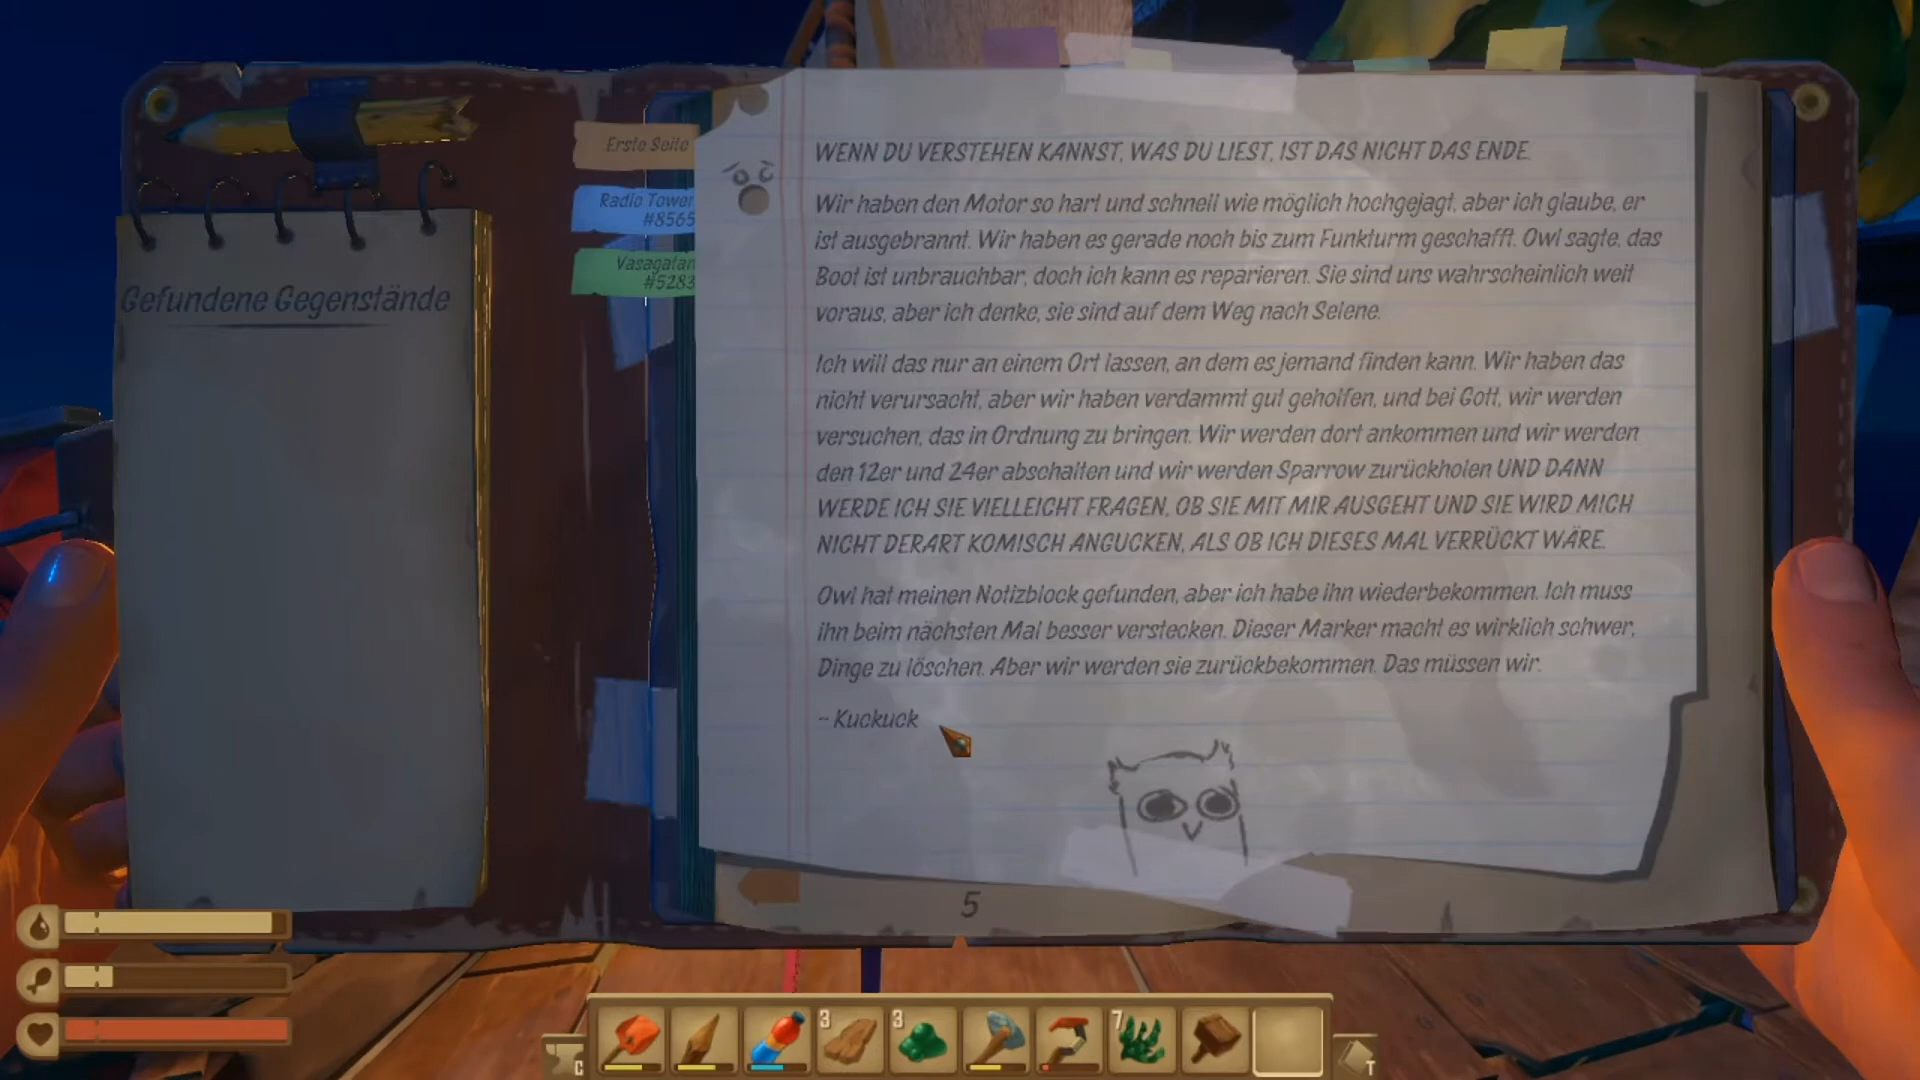 Erste Seite
Radio Tower
#8565
Vasagatan
#5283
Gefundene Gegenstände
WENN DU VERSTEHEN KANNST, WAS DU LIEST, IST DAS NICHT DAS ENDE.
Wir haben den Motor so hart und schnell wie möglich hochgejagt, aber ich glaube, er
ist ausgebrannt. Wir haben es gerade noch bis zum Funkturm geschafft. Owl sagte, das
Boot ist unbrauchbar, doch ich kann es reparieren. Sie sind uns wahrscheinlich weit
voraus, aber ich denke, sie sind auf dem Weg nach Selene.
Ich will das nur an einem Ort lassen, an dem es jemand finden kann. Wir haben das
nicht verursacht, aber wir haben verdammt gut geholfen, und bei Gott, wir werden
versuchen, das in Ordnung zu bringen. Wir werden dort ankommen und wir werden
den 12er und 24er abschalten und wir werden Sparrow zurückholen UND DANN
WERDE ICH SIE VIELLEICHT FRAGEN, OB SIE MIT MIR AUSGEHT UND SIE WIRD MICH
NICHT DERART KOMISCH ANGUCKEN, ALS OB ICH DIESES MAL VERRÜCKT WÄRE.
Owl hat meinen Notizblock gefunden, aber ich habe ihn wiederbekommen. Ich muss
ihn beim nächsten Mal besser verstecken. Dieser Marker macht es wirklich schwer,
Dinge zu löschen. Aber wir werden sie zurückbekommen. Das müssen wir.
- Kuckuck
5
3
3
7
C
T